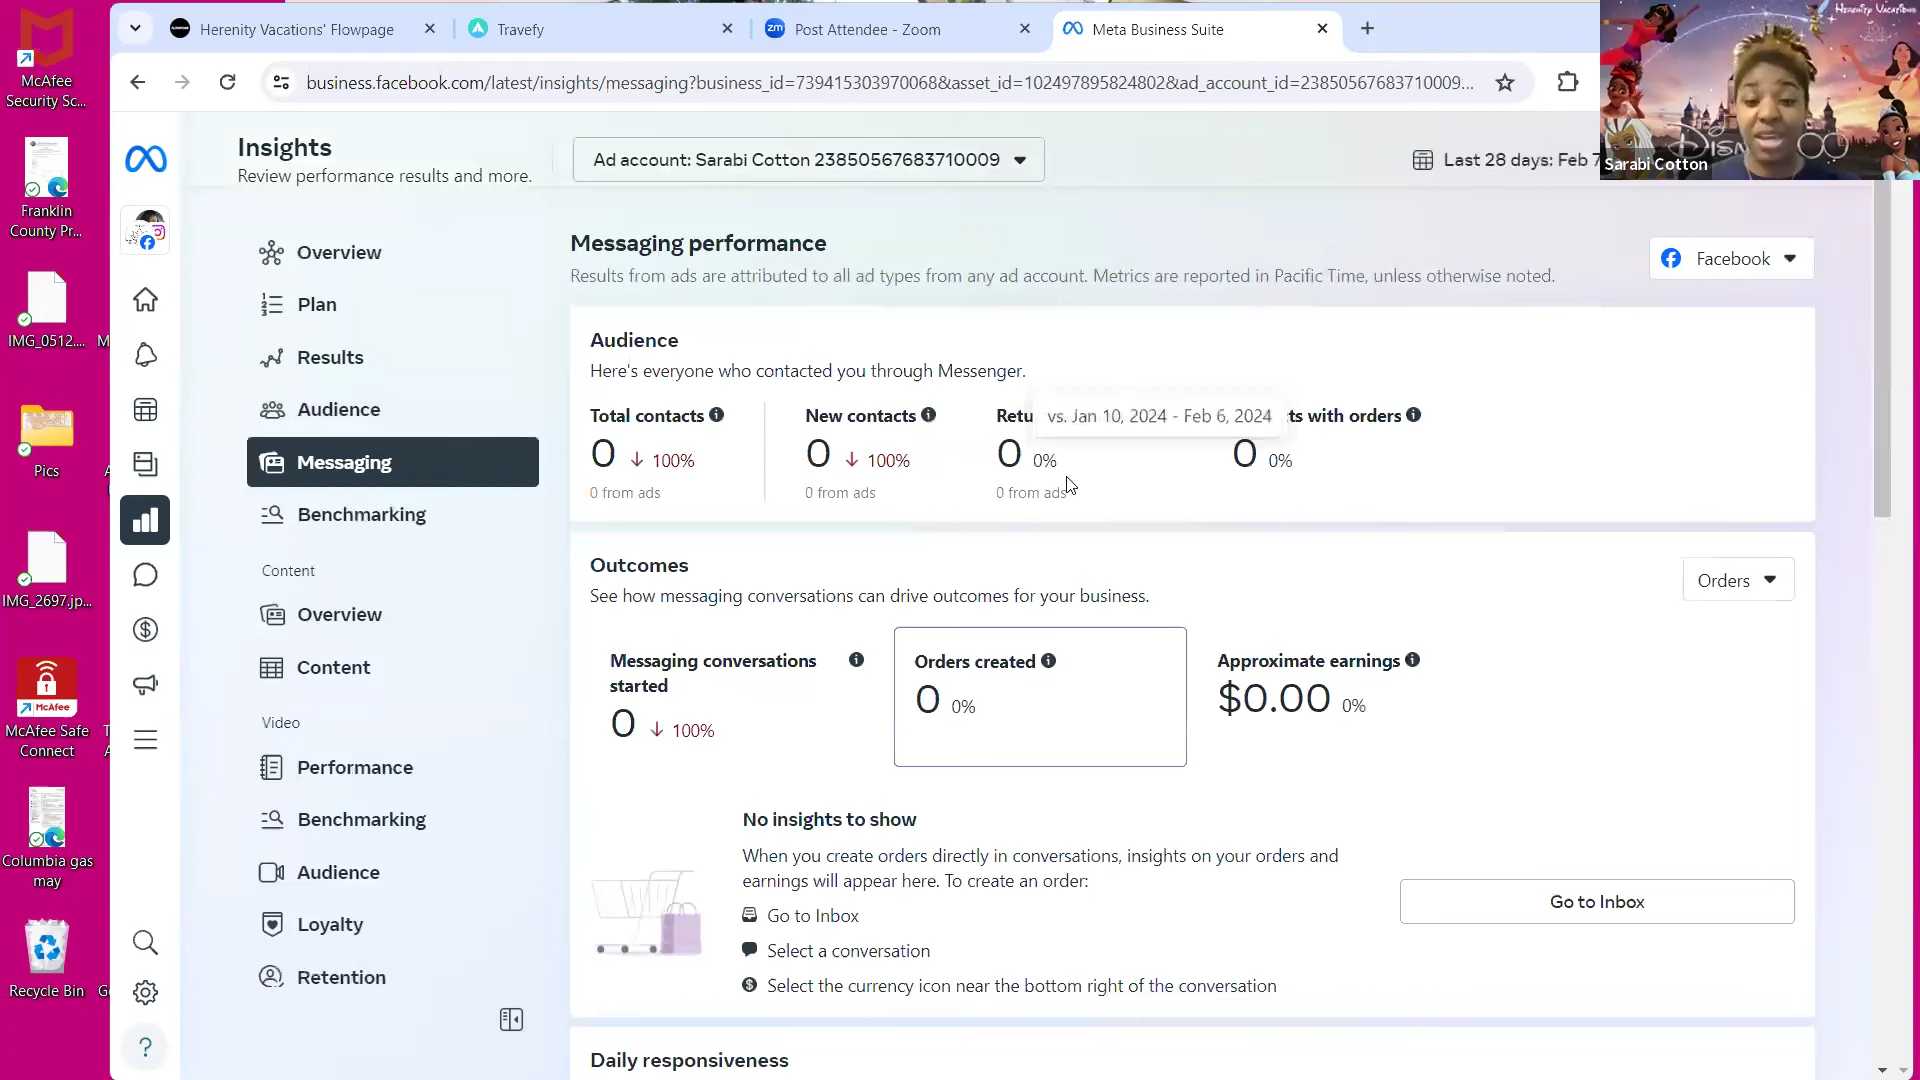 McAfee
Security Sc...
Franklin
County Pr...
IMG_0512....
Pics
IMG_2697.jp...
McAfee
McAfee Safe
Connect
Columbia gas
may
Recycle Bin
Herenity Vacations' Flowpage
Travefy
zm
Post Attendee - Zoom
Meta Business Suite
business.facebook.com/latest/insights/messaging?business_id=739415303970068&asset_id=102497895824802&ad_account_id=23850567683710009...
Herenity Vacations
Sarabi Cotton
Insights
Review performance results and more.
Ad account: Sarabi Cotton 23850567683710009
Last 28 days: Feb 7
Overview
Plan
Results
Audience
Messaging
Benchmarking
Content
Overview
Content
Video
Performance
Benchmarking
Audience
Loyalty
Retention
Messaging performance
Results from ads are attributed to all ad types from any ad account. Metrics are reported in Pacific Time, unless otherwise noted.
Facebook
Audience
Here's everyone who contacted you through Messenger.
Total contacts
0 ↓ 100%
0 from ads
New contacts
0 ↓ 100%
0 from ads
Retu
vs. Jan 10, 2024 - Feb 6, 2024
0 0%
0 from ads
ts with orders
0 0%
Outcomes
See how messaging conversations can drive outcomes for your business.
Orders
Messaging conversations
started
0 ↓ 100%
Orders created
0 0%
Approximate earnings
$0.00 0%
No insights to show
When you create orders directly in conversations, insights on your orders and
earnings will appear here. To create an order:
Go to Inbox
Select a conversation
Select the currency icon near the bottom right of the conversation
Go to Inbox
Daily responsiveness